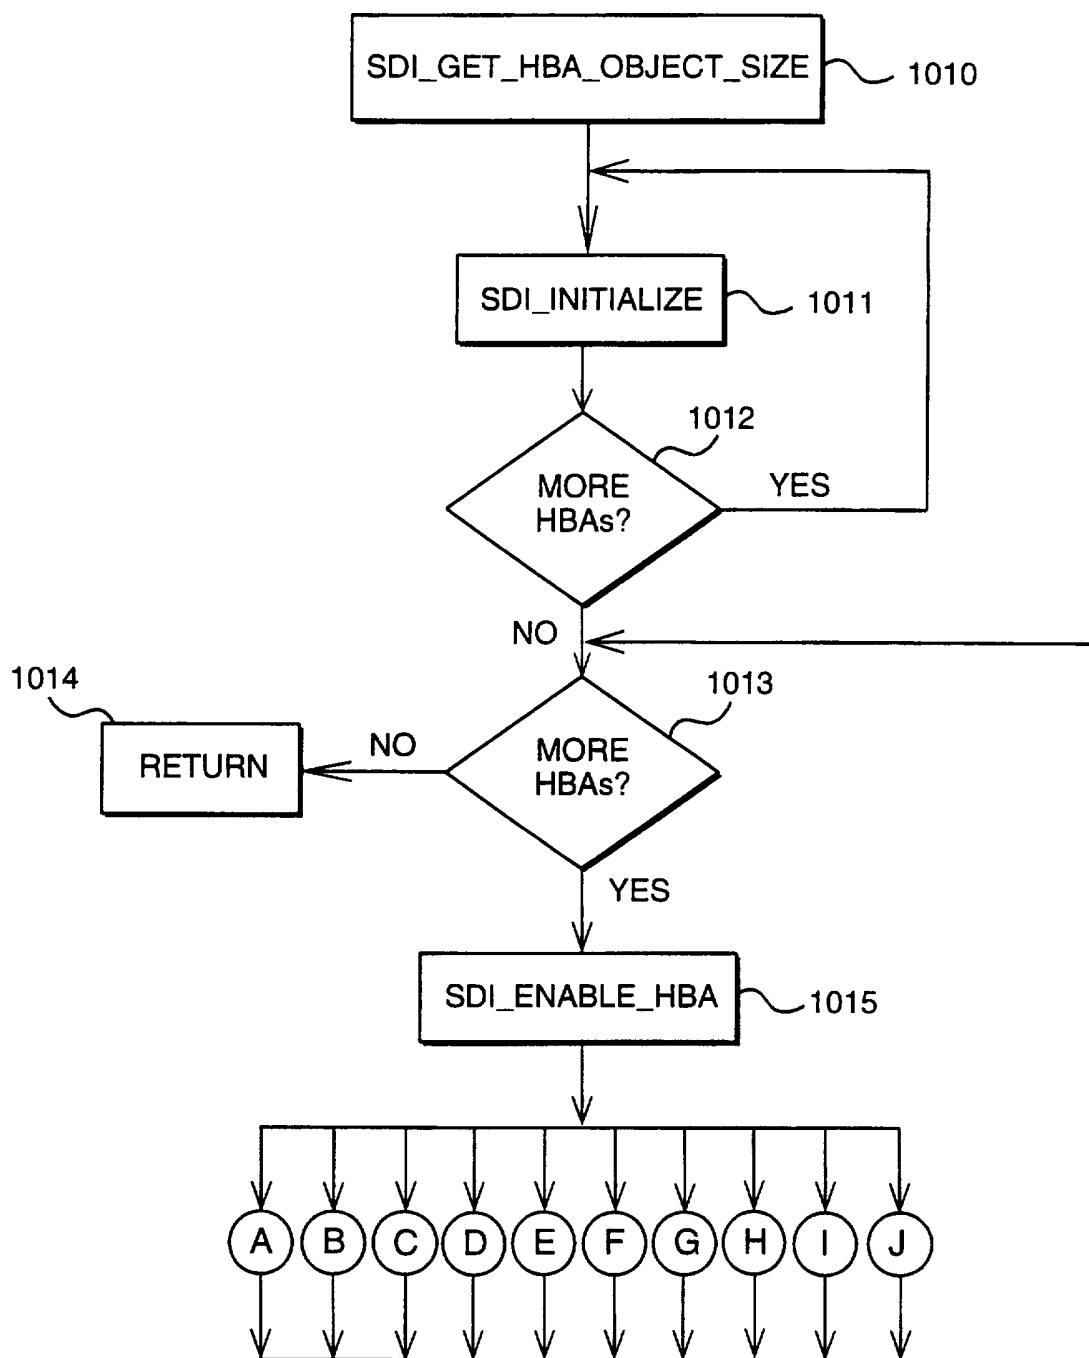 SDI_GET_HBA_OBJECT_SIZE
1010
SDI_INITIALIZE
1011
1012
MORE
HBAs?
YES
NO
1014
1013
RETURN
NO
MORE
HBAs?
YES
SDI_ENABLE_HBA
1015
A B C D E F G H I J